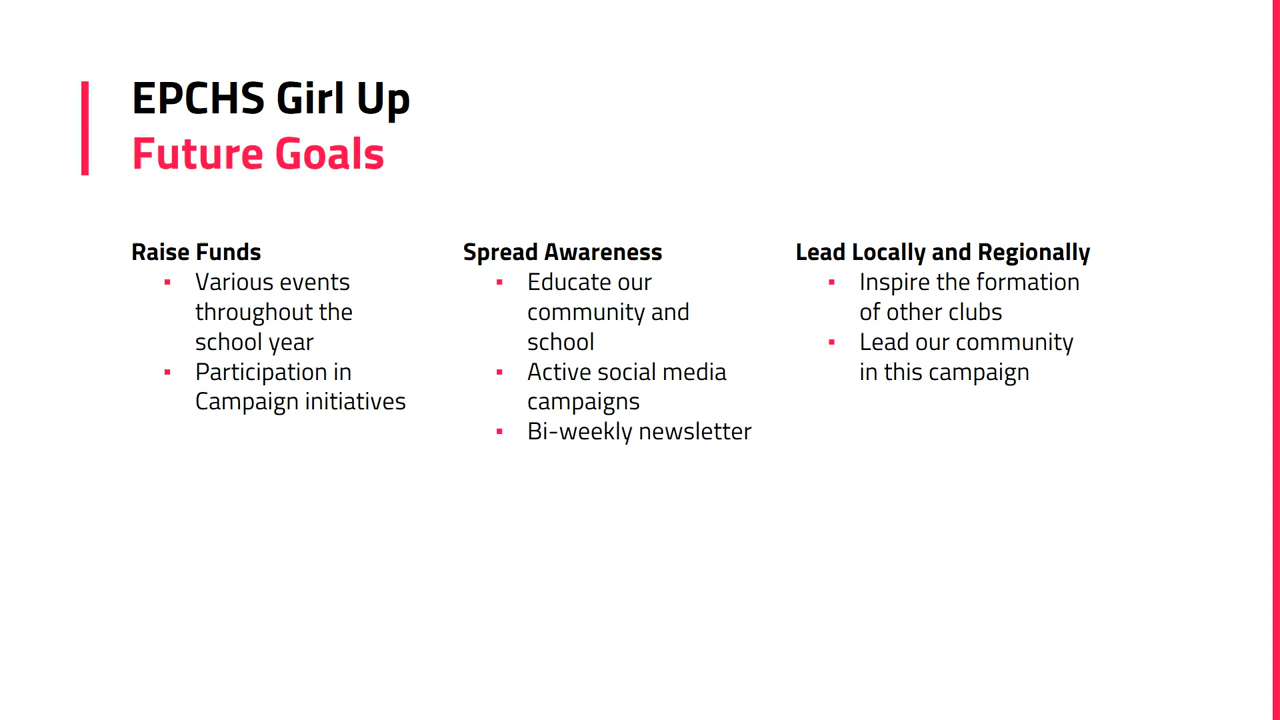 EPCHS Girl Up
Future Goals
Raise Funds
▪ Various events
throughout the
school year
▪ Participation in
Campaign initiatives
Spread Awareness
▪ Educate our
community and
school
▪ Active social media
campaigns
▪ Bi-weekly newsletter
Lead Locally and Regionally
▪ Inspire the formation
of other clubs
▪ Lead our community
in this campaign